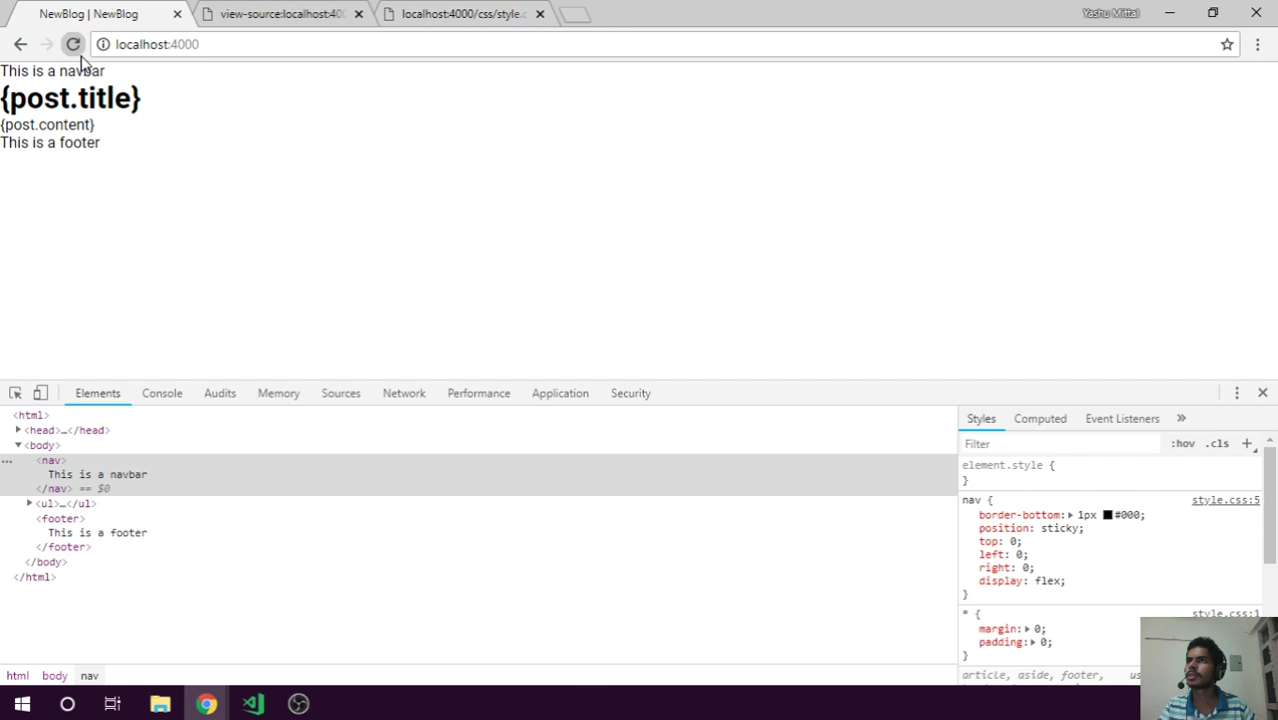 NewBlog | NewBlog
view-source:localhost:400
localhost:4000/css/style.c
Yashu Mittal
localhost:4000
This is a navbar
{post.title}
{post.content}
This is a footer
Elements Console Audits Memory Sources Network Performance Application Security
<html>
<head>…</head>
<body>
<nav>
This is a navbar
</nav> == $0
<ul>…</ul>
<footer>
This is a footer
</footer>
</body>
</html>
html body nav
Styles Computed Event Listeners »
Filter :hov .cls +
element.style {
}
nav { style.css:5
border-bottom: 1px #000;
position: sticky;
top: 0;
left: 0;
right: 0;
display: flex;
}
* { style.css:1
margin: 0;
padding: 0;
}
article, aside, footer, us